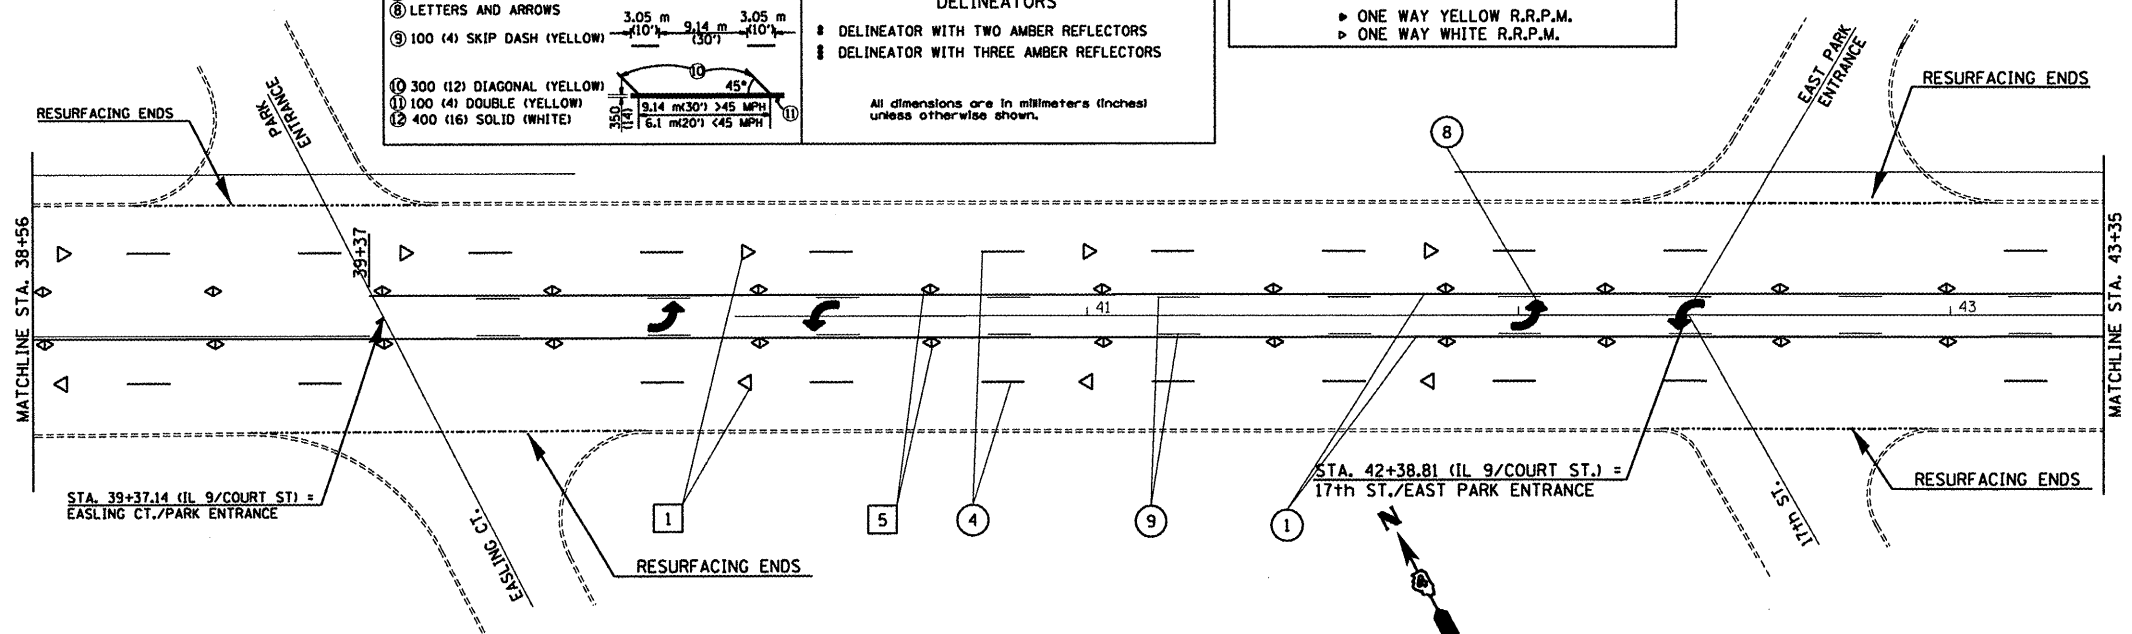 ⑧ LETTERS AND ARROWS
⑨ 100 (4) SKIP DASH (YELLOW)
3.05 m 9.14 m 3.05 m
(10') (30') (10')
⑩
⑩ 300 (12) DIAGONAL (YELLOW)
⑪ 100 (4) DOUBLE (YELLOW)
⑫ 400 (16) SOLID (WHITE)
45°
350
(14)
9.14 m(30') >45 MPH
6.1 m(20') <45 MPH
⑪
DELINEATORS
DELINEATOR WITH TWO AMBER REFLECTORS
DELINEATOR WITH THREE AMBER REFLECTORS
All dimensions are in millimeters (inches)
unless otherwise shown.
ONE WAY YELLOW R.R.P.M.
ONE WAY WHITE R.R.P.M.
RESURFACING ENDS
PARK
ENTRANCE
8
EAST PARK
ENTRANCE
RESURFACING ENDS
MATCHLINE STA. 38+56
39+37
41
43
MATCHLINE STA. 43+35
STA. 39+37.14 (IL 9/COURT ST) =
EASLING CT./PARK ENTRANCE
EASLING CT.
RESURFACING ENDS
1
5
4
9
1
STA. 42+38.81 (IL 9/COURT ST.) =
17th ST./EAST PARK ENTRANCE
17th ST.
RESURFACING ENDS
N